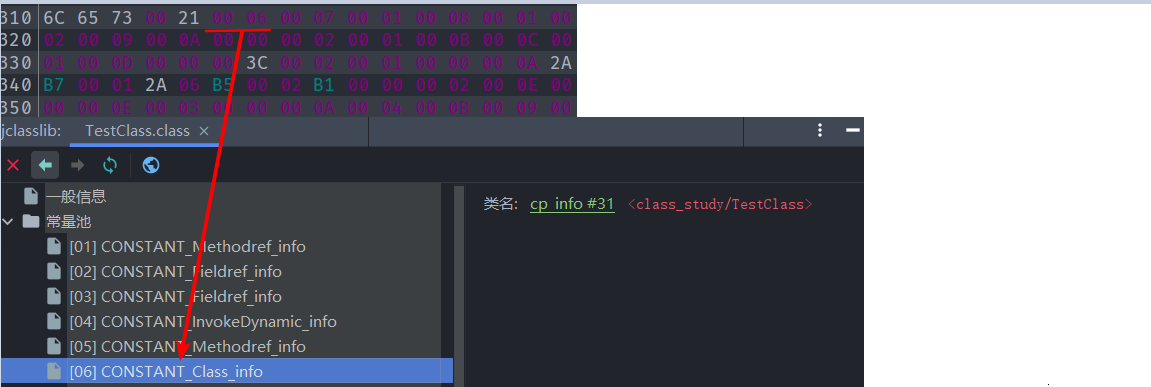 310 6C 65 73 00 21 00 06 00 07 00 01 00 08 00 01 00
320 02 00 09 00 0A 00 00 00 02 00 01 00 0B 00 0C 00
330 01 00 0D 00 00 00 3C 00 02 00 01 00 00 00 0A 2A
340 B7 00 01 2A 06 B5 00 02 B1 00 00 00 02 00 0E 00
350 00 00 0E 00 03 00 00 00 0A 00 04 00 0B 00 09 00
jclasslib: TestClass.class ×
一般信息
类名: cp_info #31 <class_study/TestClass>
常量池
[01] CONSTANT_Methodref_info
[02] CONSTANT_Fieldref_info
[03] CONSTANT_Fieldref_info
[04] CONSTANT_InvokeDynamic_info
[05] CONSTANT_Methodref_info
[06] CONSTANT_Class_info